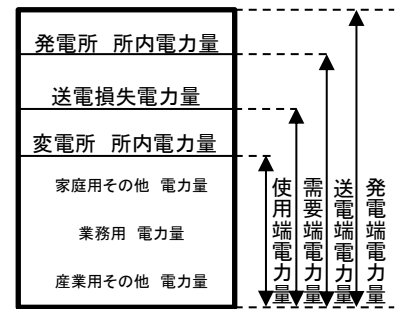 発電所 所内電力量
送電損失電力量
変電所 所内電力量
家庭用その他 電力量
業務用 電力量
産業用その他 電力量
使用端電力量
需要端電力量
送電端電力量
発電端電力量